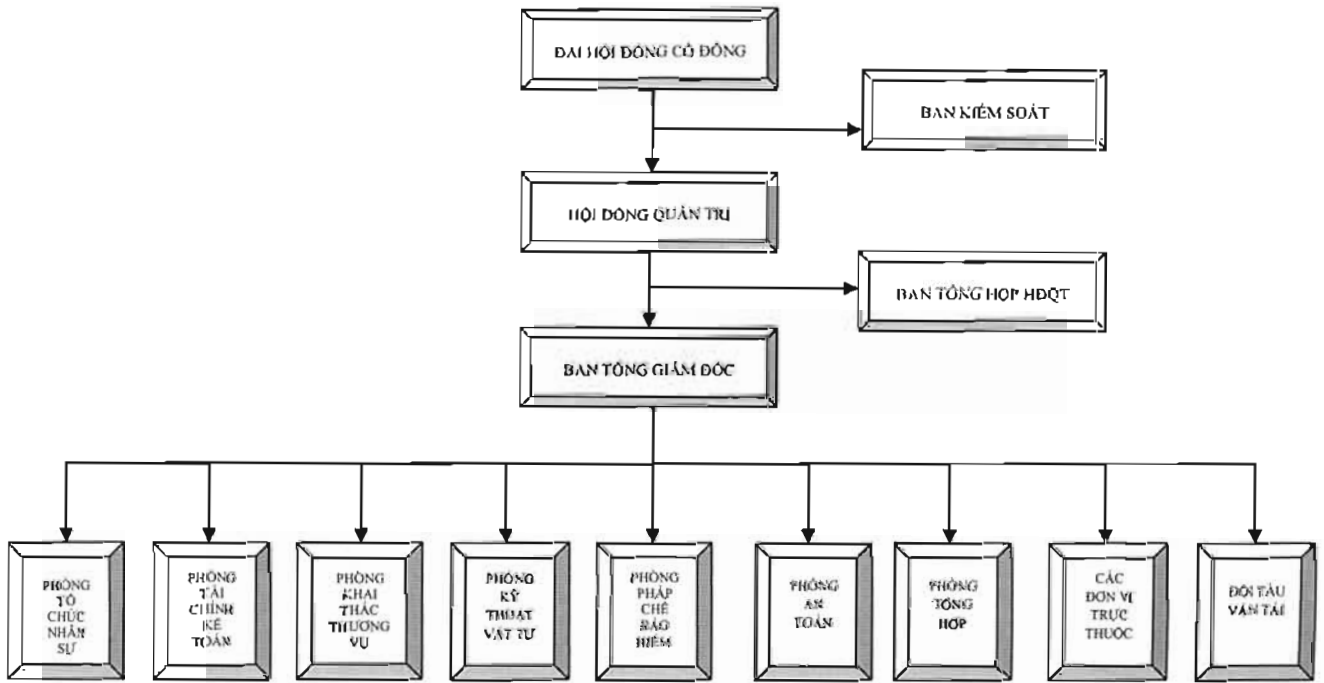 ĐẠI HỘI ĐỒNG CỔ ĐÔNG
BAN KIỂM SOÁT
HỘI ĐỒNG QUẢN TRỊ
BAN TỔNG HỢP HĐQT
BAN TỔNG GIÁM ĐỐC
PHÒNG
TỔ
CHỨC
NHÂN
SỰ
PHÒNG
TÀI
CHÍNH
KẾ
TOÁN
PHÒNG
KHAI
THÁC
THƯƠNG
VỤ
PHÒNG
KỸ
THUẬT
VẬT TƯ
PHÒNG
PHÁP
CHẾ
BẢO
HIỂM
PHÒNG
AN
TOÀN
PHÒNG
TỔNG
HỢP
CÁC
ĐƠN VỊ
TRỰC
THUỘC
ĐỘI TÀU
VẬN TẢI